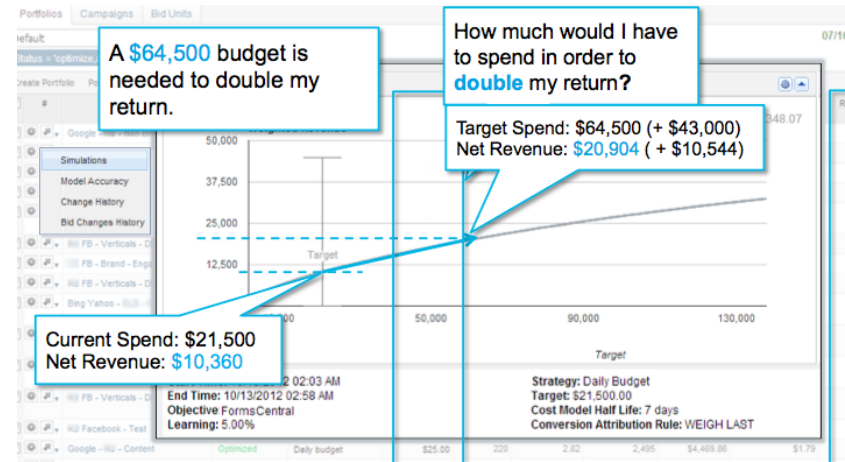 Portfolios Campaigns Bid Units
07/16
Status = 'optimize,
Create Portfolio
A $64,500 budget is
needed to double my
return.
How much would I have
to spend in order to
double my return?
Target Spend: $64,500 (+ $43,000)
Net Revenue: $20,904 ( + $10,544)
348.07
50,000
37,500
25,000
12,500
Target
50,000 90,000 130,000
Target
Simulations
Model Accuracy
Change History
Bid Changes History
FB - Verticals - D
FB - Brand - Enga
FB - Verticals - D
Bing Yahoo -
Current Spend: $21,500
Net Revenue: $10,360
02:03 AM
End Time: 10/13/2012 02:58 AM
Objective FormsCentral
Learning: 5.00%
Strategy: Daily Budget
Target: $21,500.00
Cost Model Half Life: 7 days
Conversion Attribution Rule: WEIGH LAST
FB - Verticals - D
Facebook - Test
Google - - Content Optimized Daily budget $25.00 220 2.82 2,495 $4,469.86 $1.79